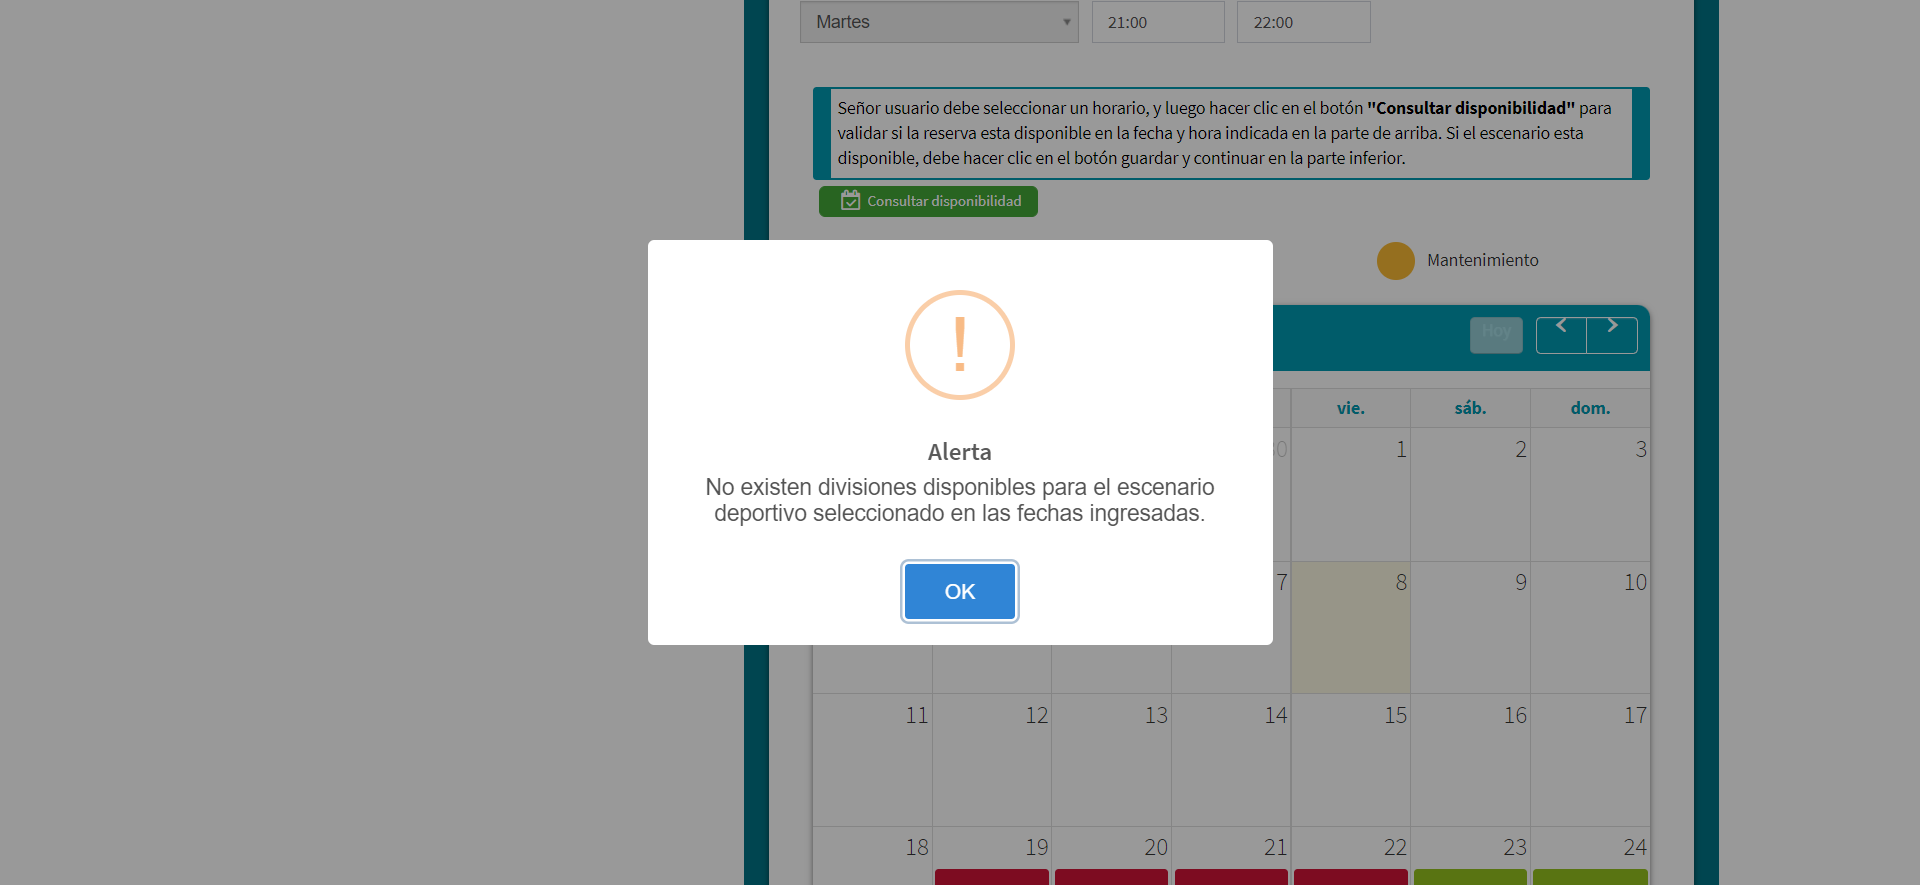 Martes 21:00 22:00
Señor usuario debe seleccionar un horario, y luego hacer clic en el botón "Consultar disponibilidad" para
validar si la reserva esta disponible en la fecha y hora indicada en la parte de arriba. Si el escenario esta
disponible, debe hacer clic en el botón guardar y continuar en la parte inferior.
Consultar disponibilidad
Mantenimiento
Hoy
!
Alerta
No existen divisiones disponibles para el escenario
deportivo seleccionado en las fechas ingresadas.
OK
vie. sáb. dom.
1 2 3
7 8 9 10
11 12 13 14 15 16 17
18 19 20 21 22 23 24